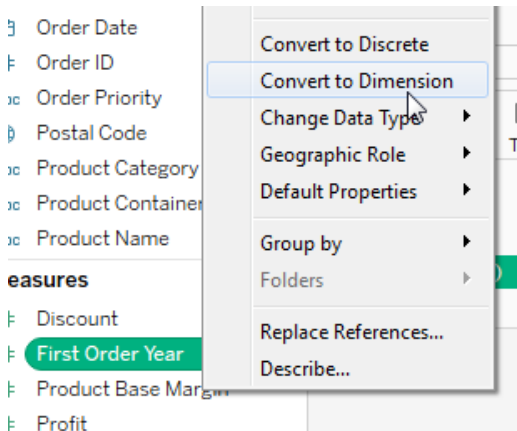 Order Date
Order ID
Order Priority
Postal Code
Product Category
Product Container
Product Name
Measures
Discount
First Order Year
Product Base Margin
Profit
Convert to Discrete
Convert to Dimension
Change Data Type
Geographic Role
Default Properties
Group by
Folders
Replace References...
Describe...